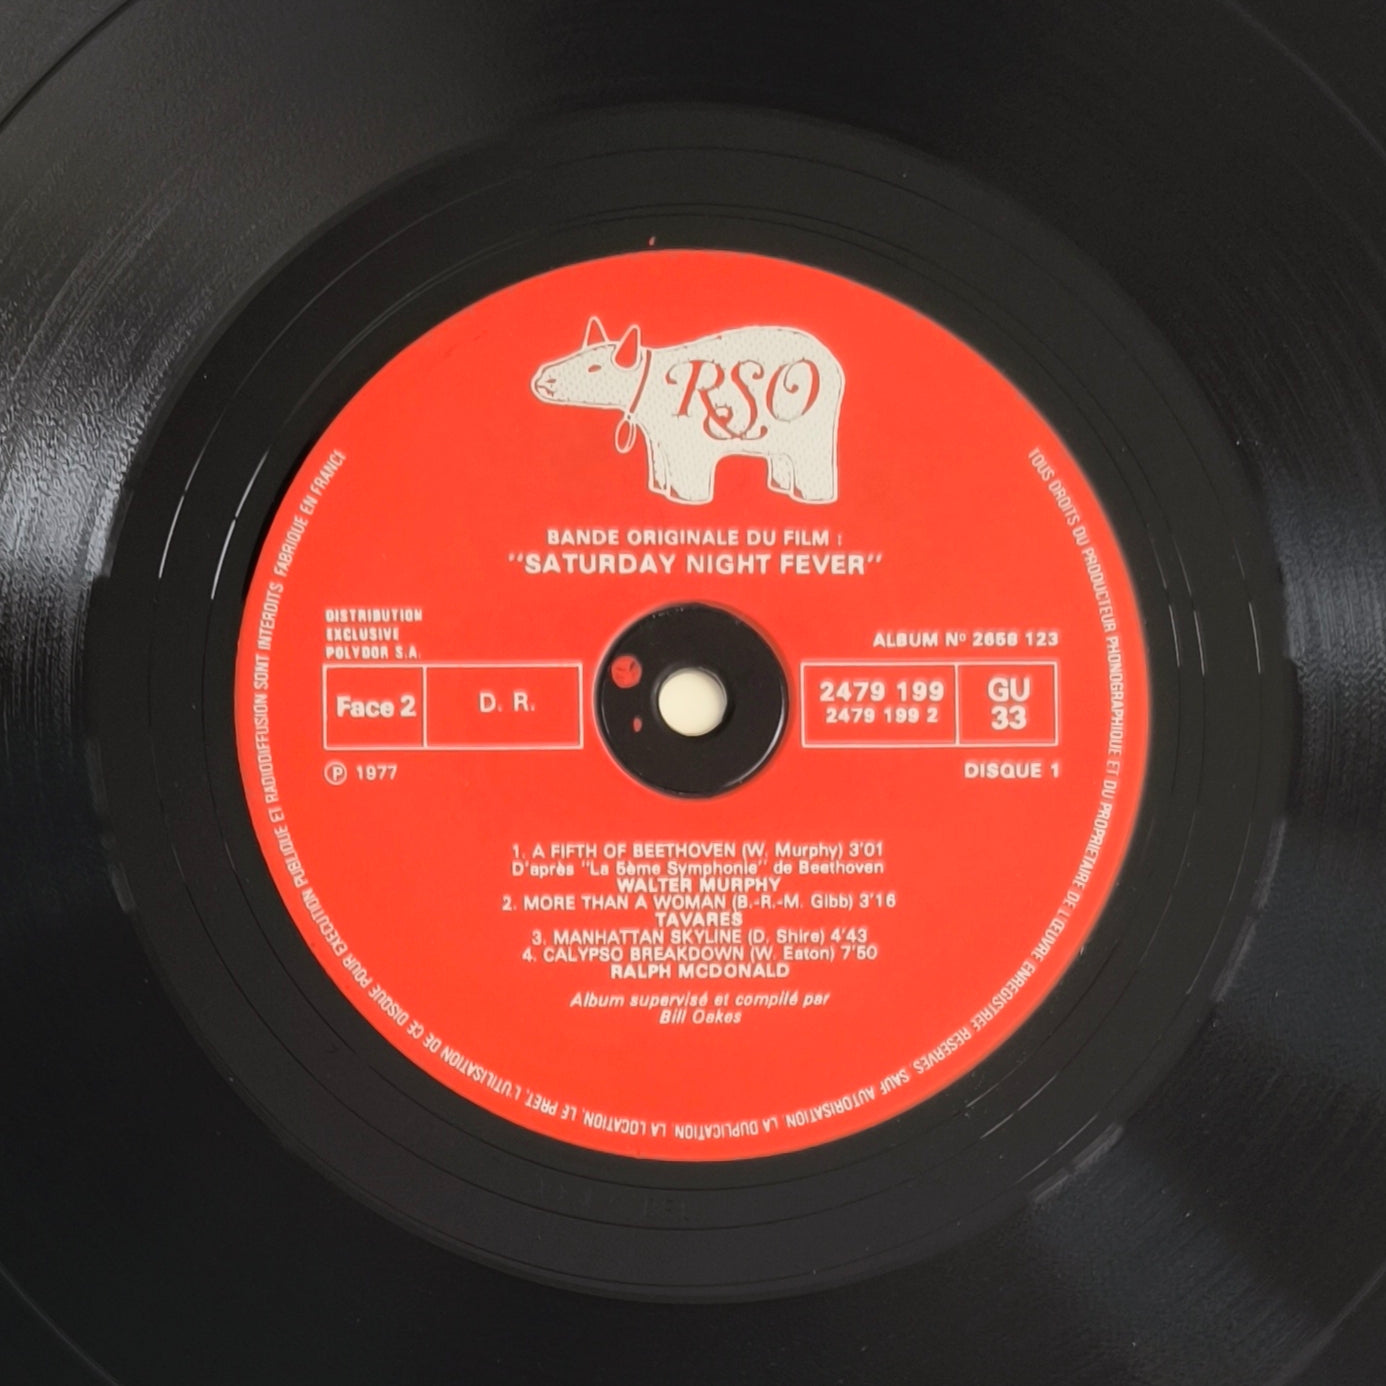 RSO
BANDE ORIGINALE DU FILM :
"SATURDAY NIGHT FEVER"
DISTRIBUTION
EXCLUSIVE
POLYDOR S.A.
ALBUM Nº 2658 123
Face 2
D. R.
2479 199
2479 199 2
GU
33
℗ 1977
DISQUE 1
1. A FIFTH OF BEETHOVEN (W. Murphy) 3'01
D'après "La 5ème Symphonie" de Beethoven
WALTER MURPHY
2. MORE THAN A WOMAN (B.-R.-M. Gibb) 3'16
TAVARES
3. MANHATTAN SKYLINE (D. Shire) 4'43
4. CALYPSO BREAKDOWN (W. Eaton) 7'50
RALPH MCDONALD
Album supervisé et compilé par
Bill Oakes
TOUS DROITS DU PRODUCTEUR PHONOGRAPHIQUE ET DU PROPRIETAIRE DE L'ŒUVRE ENREGISTREE RESERVES. SAUF AUTORISATION, LA DUPLICATION, LA LOCATION, LE PRET, L'UTILISATION DE CE DISQUE POUR EXECUTION PUBLIQUE ET RADIODIFFUSION SONT INTERDITS FABRIQUE EN FRANCE